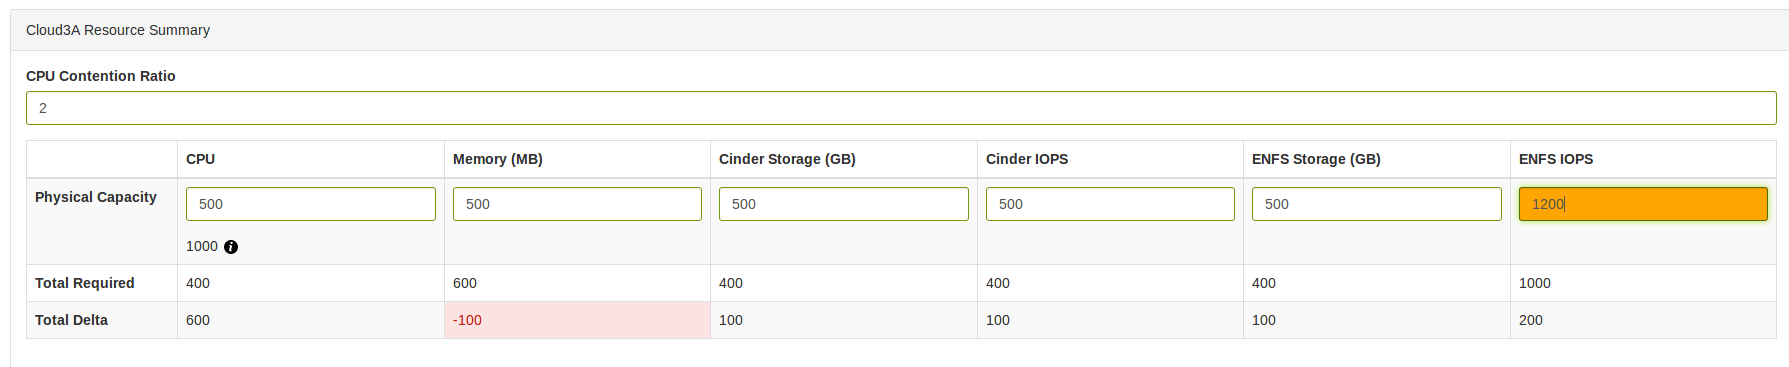 Cloud3A Resource Summary
CPU Contention Ratio
2
CPU Memory (MB) Cinder Storage (GB) Cinder IOPS ENFS Storage (GB) ENFS IOPS
Physical Capacity 500 500 500 500 500 1200
1000
Total Required 400 600 400 400 400 1000
Total Delta 600 -100 100 100 100 200